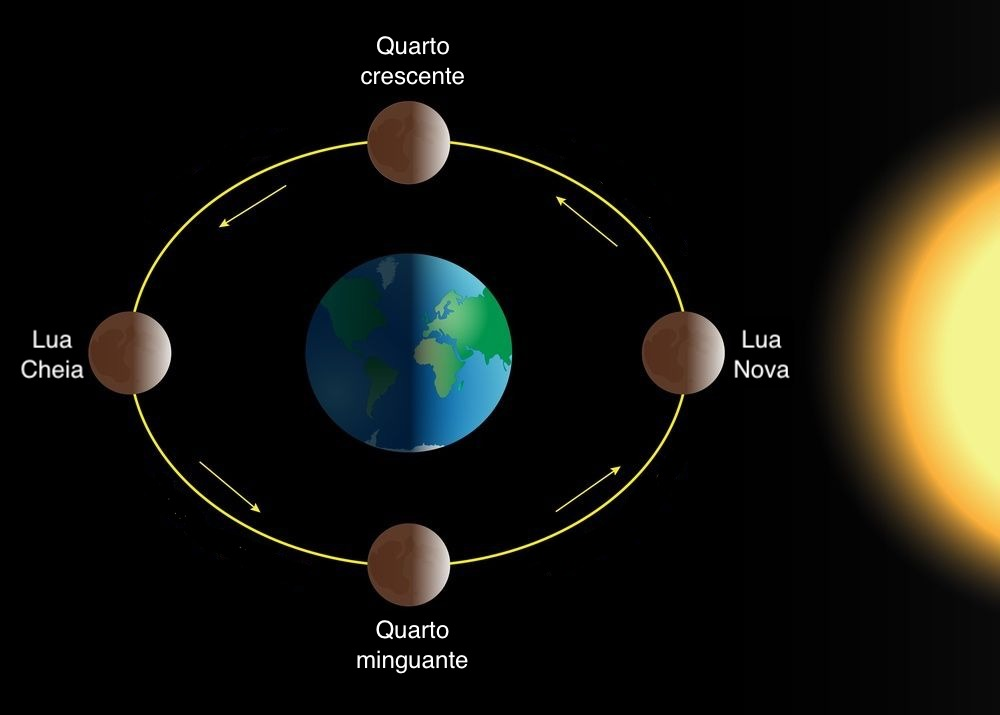 Quarto
crescente
Lua
Cheia
Lua
Nova
Quarto
minguante